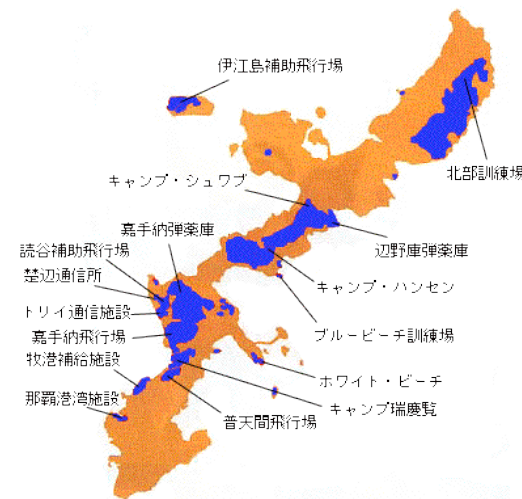 伊江島補助飛行場
北部訓練場
キャンプ・シュワブ
嘉手納弾薬庫
辺野古弾薬庫
読谷補助飛行場
楚辺通信所
キャンプ・ハンセン
トリイ通信施設
嘉手納飛行場
ブルービーチ訓練場
牧港補給施設
ホワイト・ビーチ
那覇港湾施設
キャンプ瑞慶覧
普天間飛行場